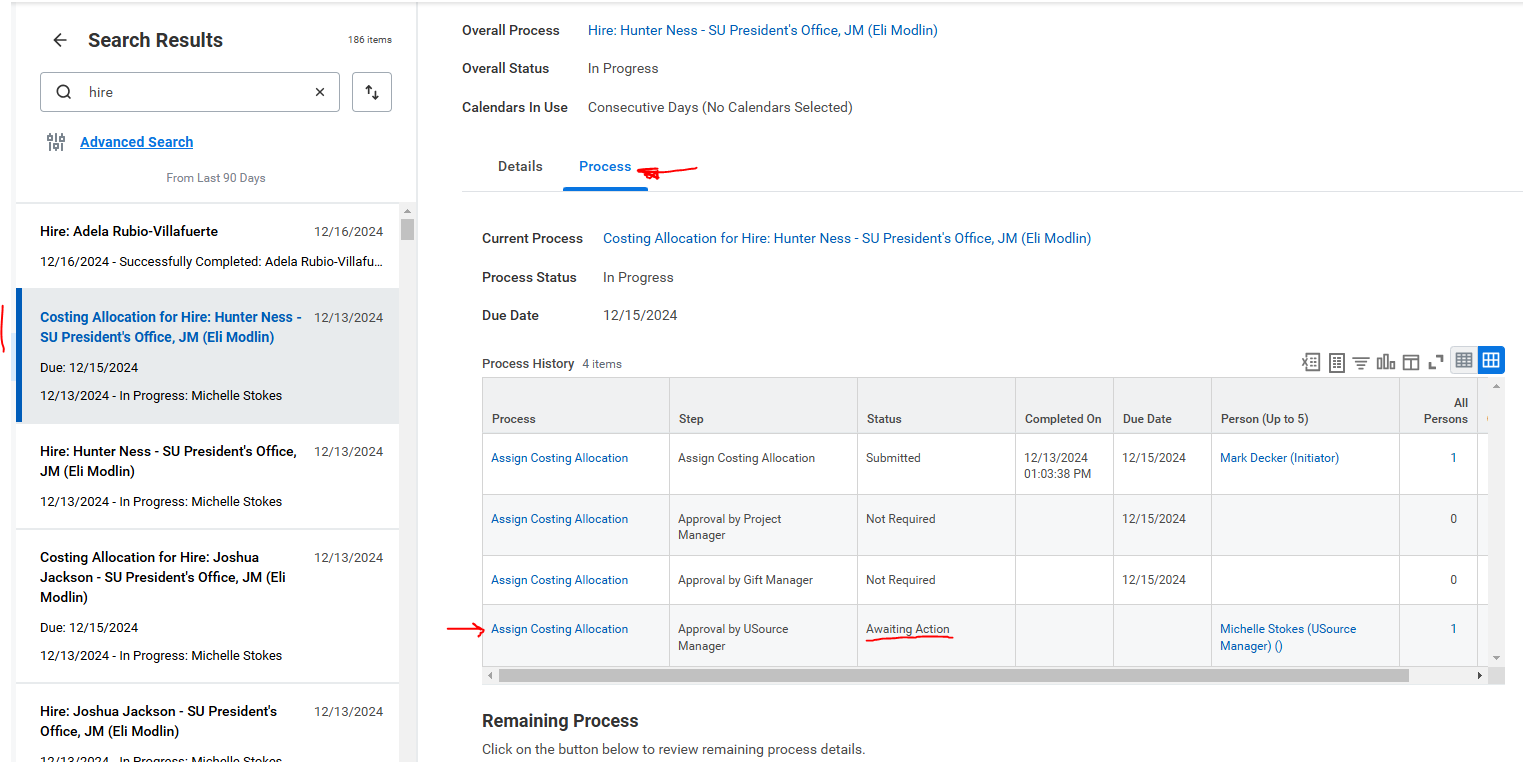 Search Results
186 items
hire
Advanced Search
From Last 90 Days
Hire: Adela Rubio-Villafuerte
12/16/2024
12/16/2024 - Successfully Completed: Adela Rubio-Villafu...
Costing Allocation for Hire: Hunter Ness -
12/13/2024
SU President's Office, JM (Eli Modlin)
Due: 12/15/2024
12/13/2024 - In Progress: Michelle Stokes
Hire: Hunter Ness - SU President's Office,
12/13/2024
JM (Eli Modlin)
12/13/2024 - In Progress: Michelle Stokes
Costing Allocation for Hire: Joshua
12/13/2024
Jackson - SU President's Office, JM (Eli
Modlin)
Due: 12/15/2024
12/13/2024 - In Progress: Michelle Stokes
Hire: Joshua Jackson - SU President's
12/13/2024
Office, JM (Eli Modlin)
12/13/2024 - In Progress: Michelle Stokes
Overall Process Hire: Hunter Ness - SU President's Office, JM (Eli Modlin)
Overall Status In Progress
Calendars In Use Consecutive Days (No Calendars Selected)
Details Process
Current Process Costing Allocation for Hire: Hunter Ness - SU President's Office, JM (Eli Modlin)
Process Status In Progress
Due Date 12/15/2024
Process History 4 items
Process Step Status Completed On Due Date Person (Up to 5) All
Persons
Assign Costing Allocation Assign Costing Allocation Submitted 12/13/2024 12/15/2024 Mark Decker (Initiator) 1
01:03:38 PM
Assign Costing Allocation Approval by Project Not Required 12/15/2024 0
Manager
Assign Costing Allocation Approval by Gift Manager Not Required 12/15/2024 0
Assign Costing Allocation Approval by USource Awaiting Action Michelle Stokes (USource 1
Manager Manager) ()
Remaining Process
Click on the button below to review remaining process details.